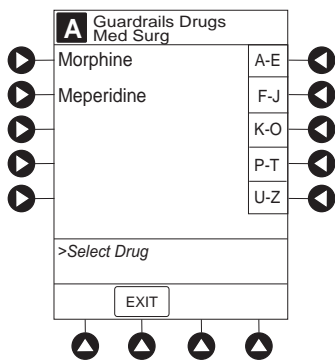 A Guardrails Drugs
Med Surg
Morphine A-E
Meperidine F-J
K-O
P-T
U-Z
>Select Drug
EXIT